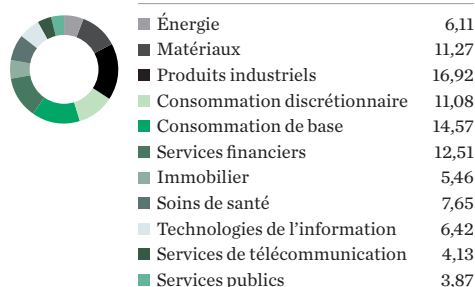 Énergie 6,11
Matériaux 11,27
Produits industriels 16,92
Consommation discrétionnaire 11,08
Consommation de base 14,57
Services financiers 12,51
Immobilier 5,46
Soins de santé 7,65
Technologies de l’information 6,42
Services de télécommunication 4,13
Services publics 3,87